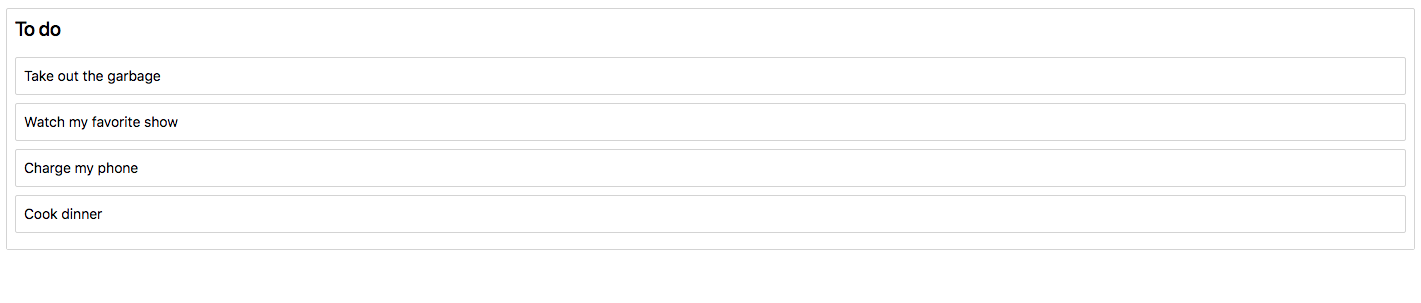 To do
Take out the garbage
Watch my favorite show
Charge my phone
Cook dinner